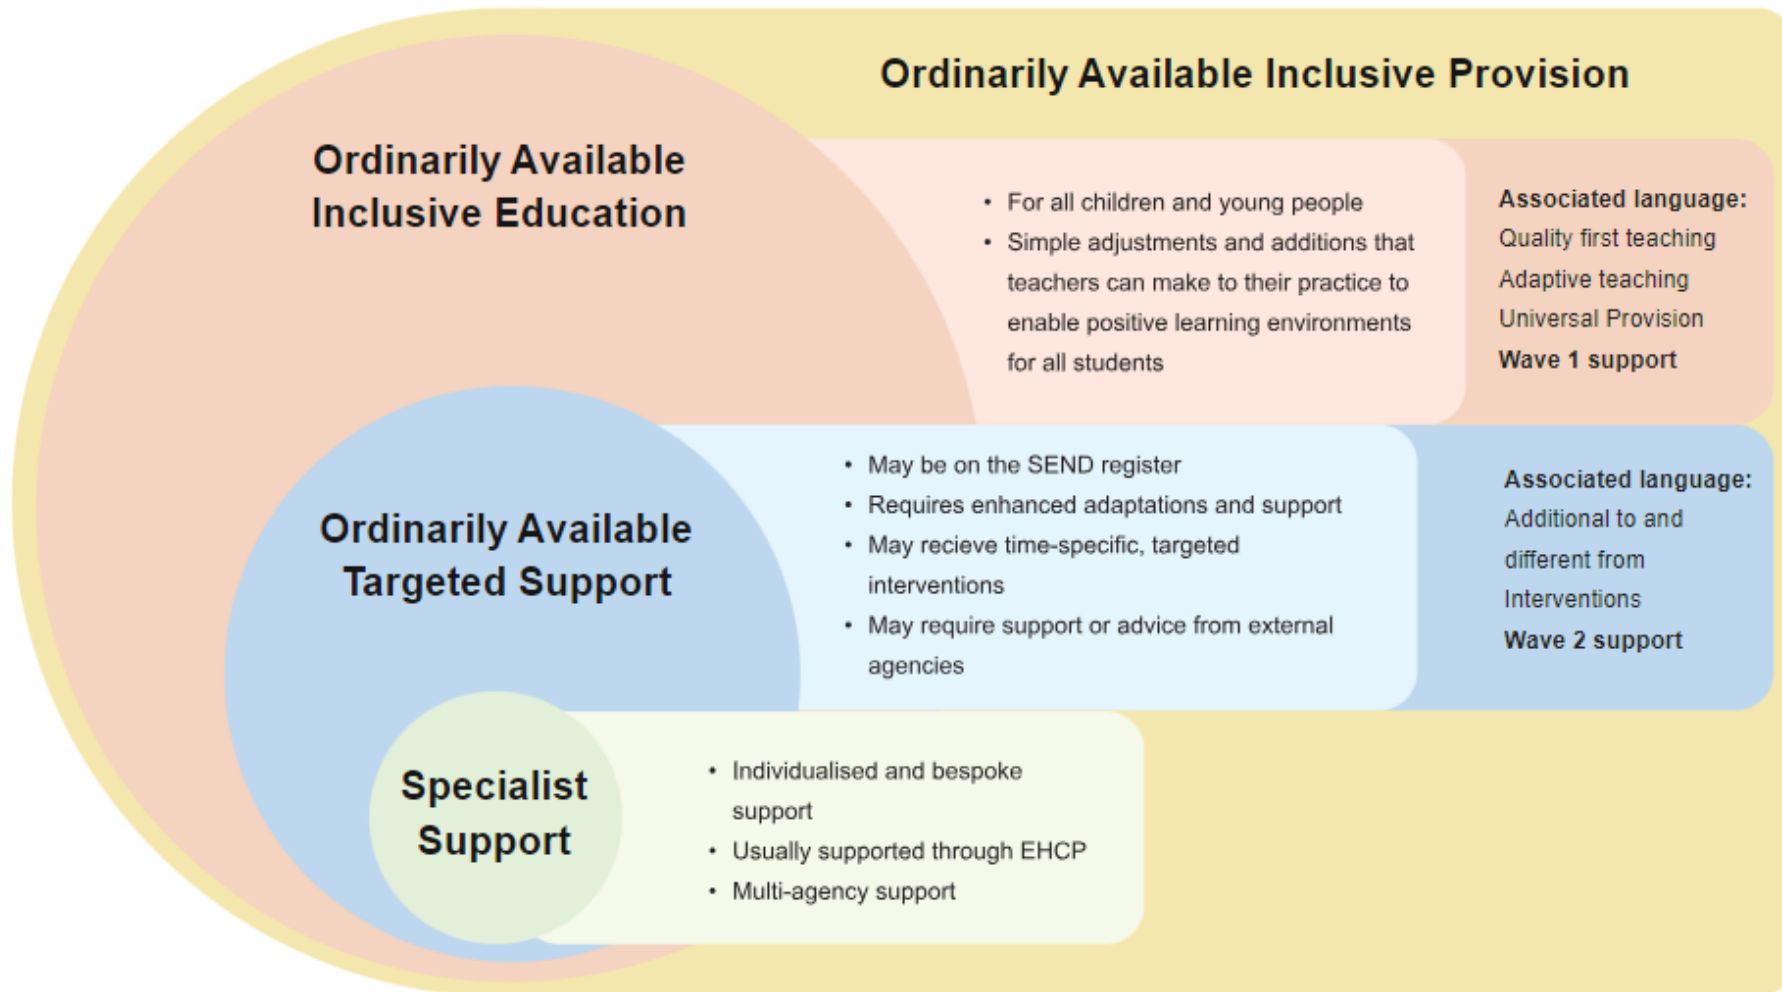 Ordinarily Available Inclusive Provision
Ordinarily Available
Inclusive Education
• For all children and young people
• Simple adjustments and additions that
teachers can make to their practice to
enable positive learning environments
for all students
Associated language:
Quality first teaching
Adaptive teaching
Universal Provision
Wave 1 support
Ordinarily Available
Targeted Support
• May be on the SEND register
• Requires enhanced adaptations and support
• May recieve time-specific, targeted
interventions
• May require support or advice from external
agencies
Associated language:
Additional to and
different from
Interventions
Wave 2 support
Specialist
Support
• Individualised and bespoke
support
• Usually supported through EHCP
• Multi-agency support